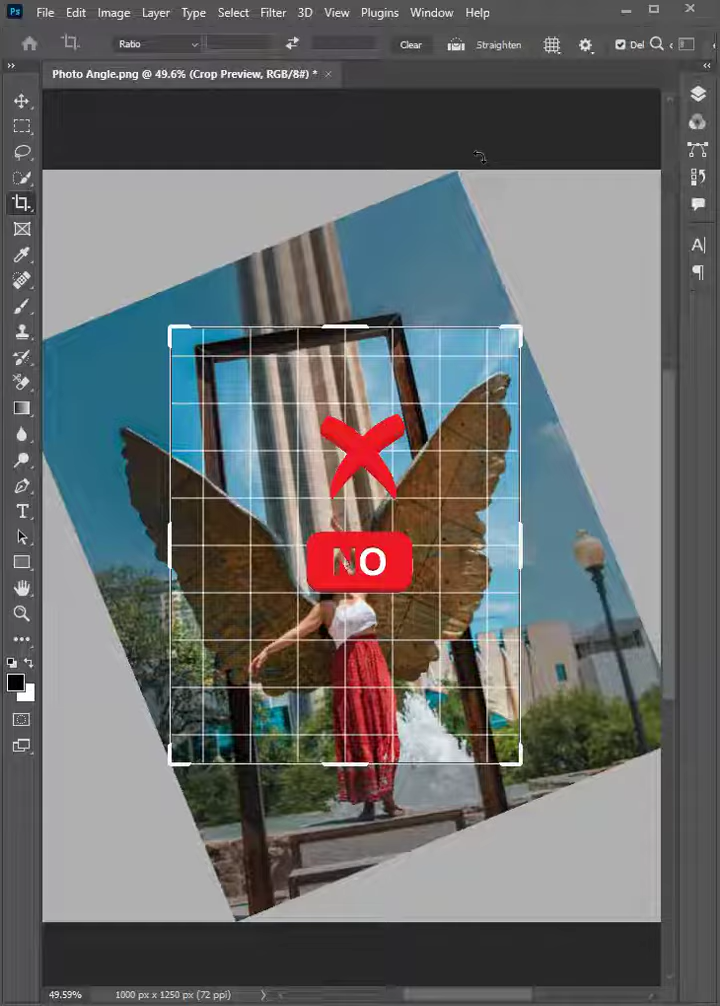 Ps File Edit Image Layer Type Select Filter 3D View Plugins Window Help
Ratio Clear Straighten Del
Photo Angle.png @ 49.6% (Crop Preview, RGB/8#) *
NO
49.59% 1000 px x 1250 px (72 ppi)